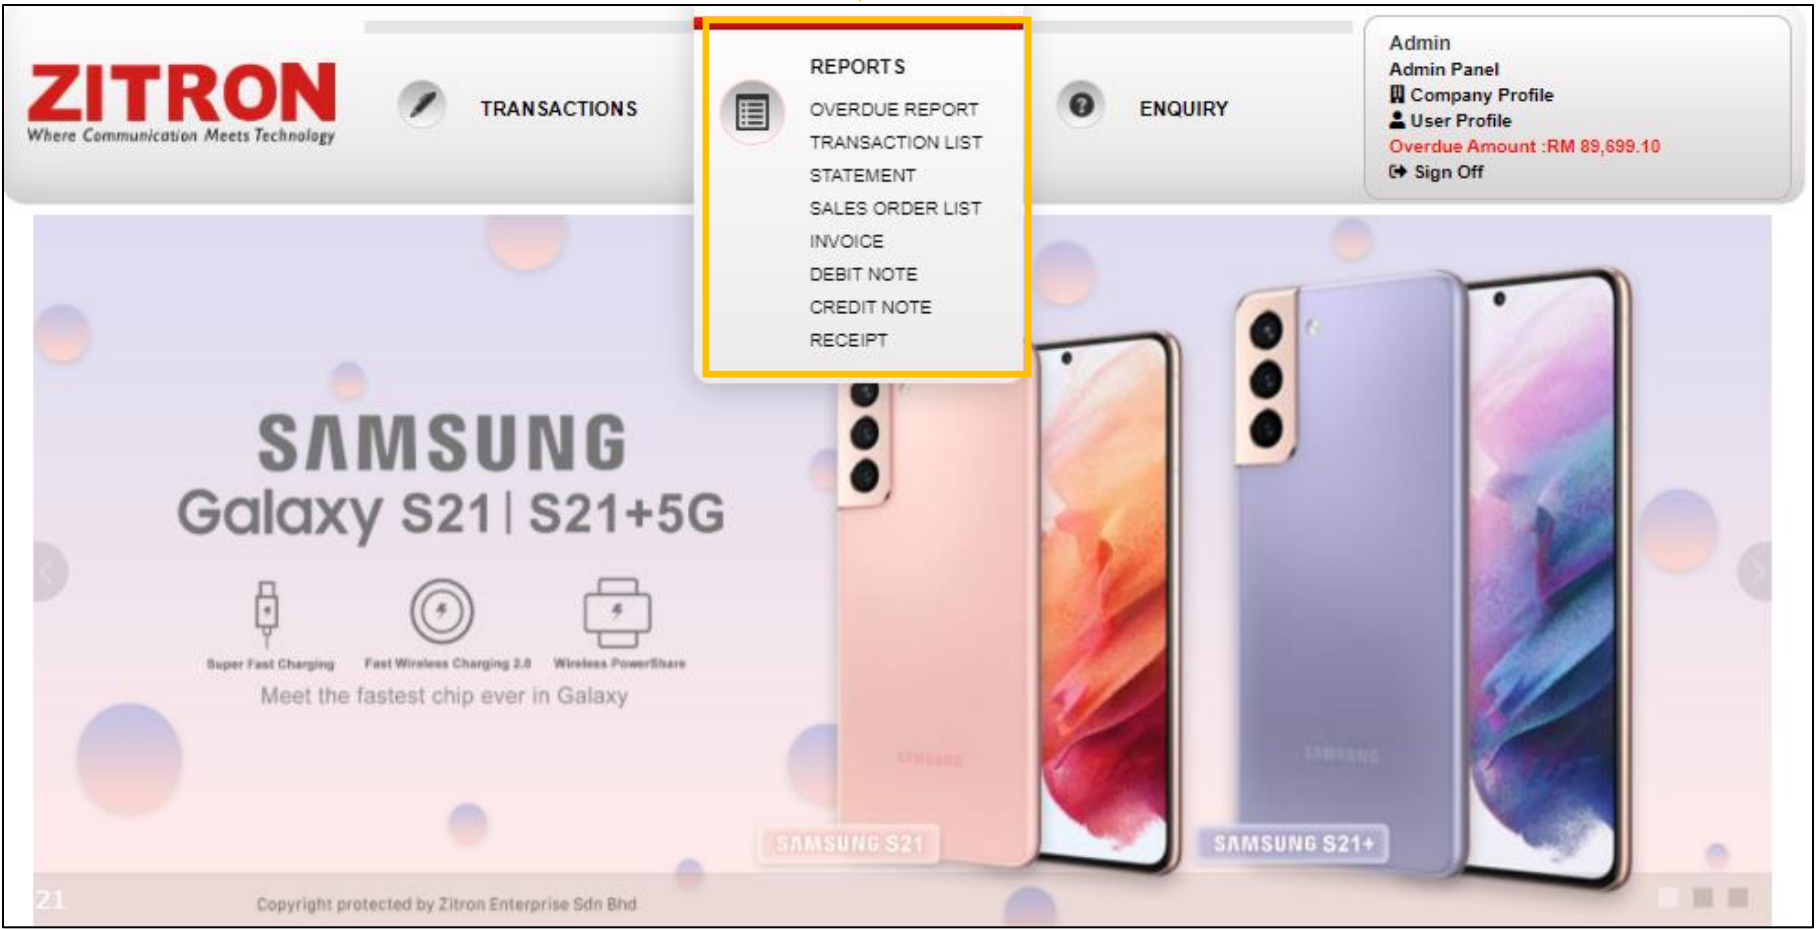 ZITRON
Where Communication Meets Technology
TRANSACTIONS
REPORTS
OVERDUE REPORT
TRANSACTION LIST
STATEMENT
SALES ORDER LIST
INVOICE
DEBIT NOTE
CREDIT NOTE
RECEIPT
ENQUIRY
Admin
Admin Panel
Company Profile
User Profile
Overdue Amount :RM 89,699.10
Sign Off
SAMSUNG
Galaxy S21 | S21+5G
Super Fast Charging
Fast Wireless Charging 2.0
Wireless PowerShare
Meet the fastest chip ever in Galaxy
SAMSUNG
SAMSUNG
SAMSUNG S21
SAMSUNG S21+
21
Copyright protected by Zitron Enterprise Sdn Bhd